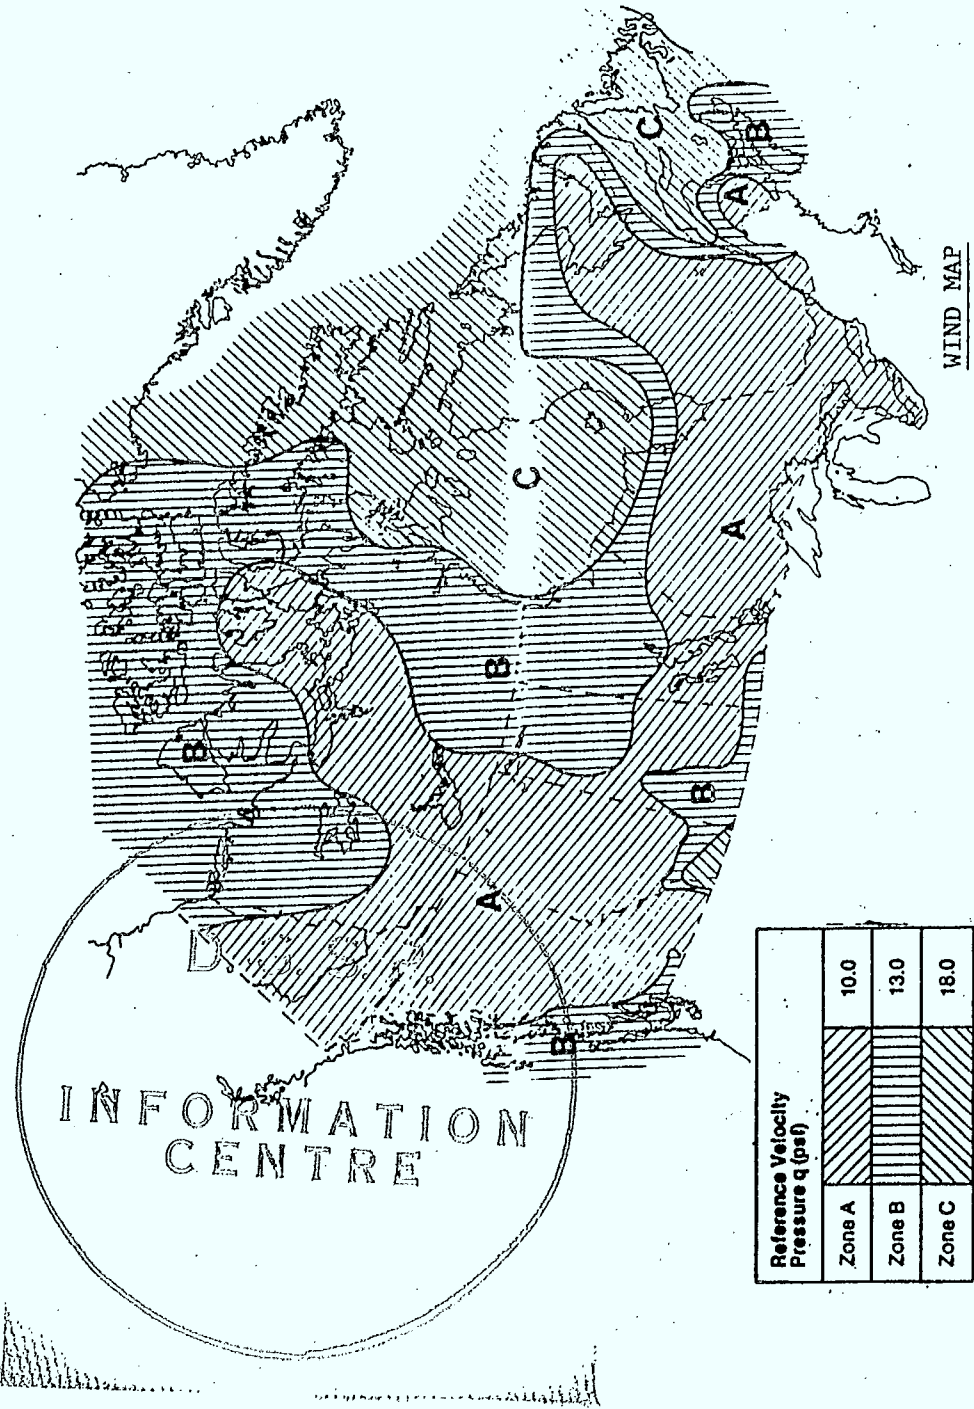 C
C
B
A
A
C
A
B
B
B
A
B
D.
INFORMATION
CENTRE
Reference Velocity
Pressure q (psf)
Zone A 10.0
Zone B 13.0
Zone C 18.0
WIND MAP